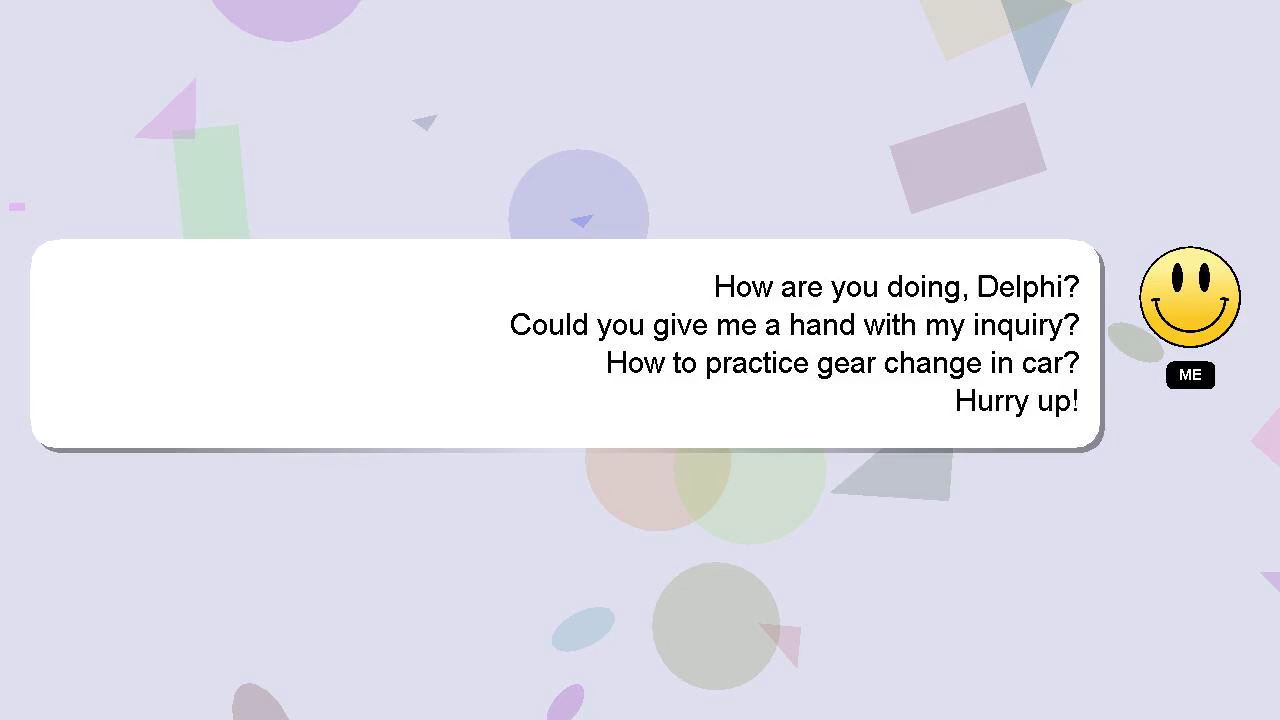 How are you doing, Delphi?
Could you give me a hand with my inquiry?
How to practice gear change in car?
Hurry up!
ME